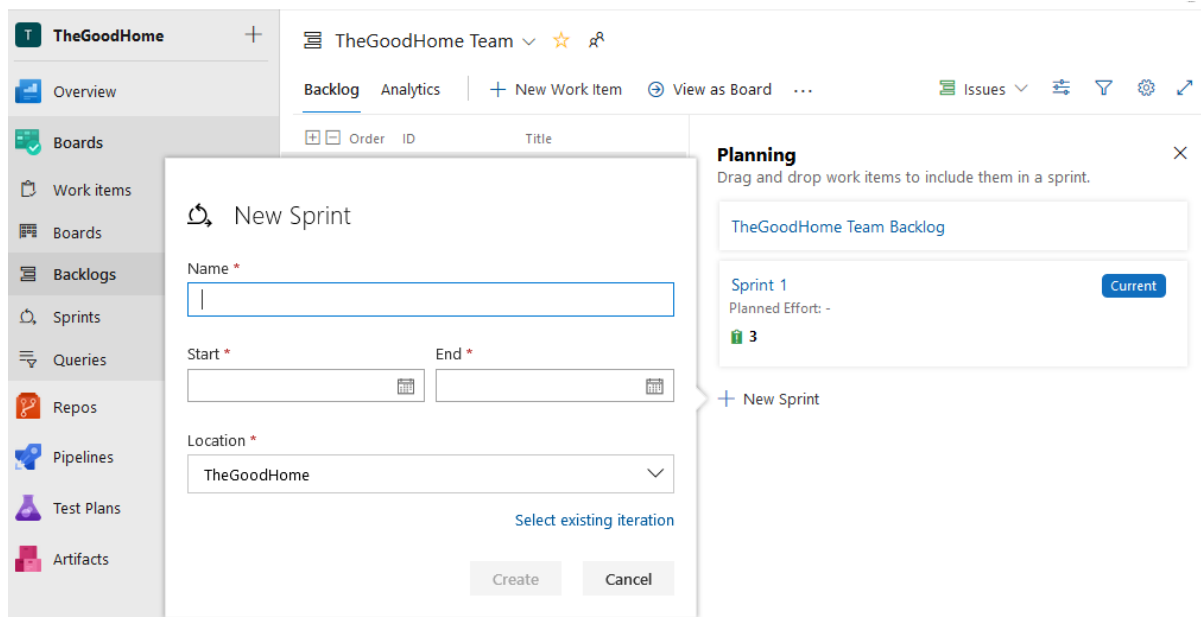 T TheGoodHome
Overview
Boards
Work items
Boards
Backlogs
Sprints
Queries
Repos
Pipelines
Test Plans
Artifacts
TheGoodHome Team
Backlog Analytics + New Work Item View as Board ... Issues
Order ID Title
New Sprint
Name *
Start * End *
Location *
TheGoodHome
Select existing iteration
Create Cancel
Planning
Drag and drop work items to include them in a sprint.
TheGoodHome Team Backlog
Sprint 1 Current
Planned Effort: -
3
+ New Sprint